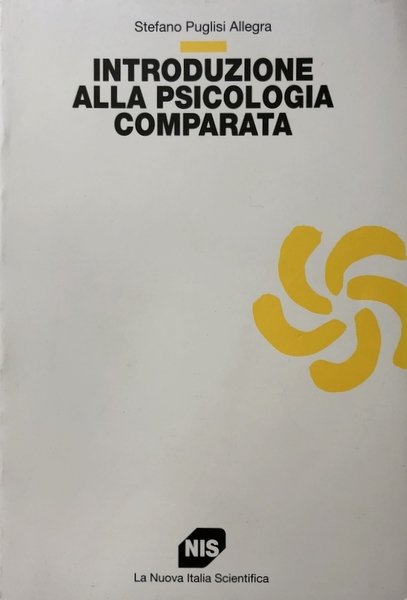 Stefano Puglisi Allegra
INTRODUZIONE
ALLA PSICOLOGIA
COMPARATA
NIS
La Nuova Italia Scientifica